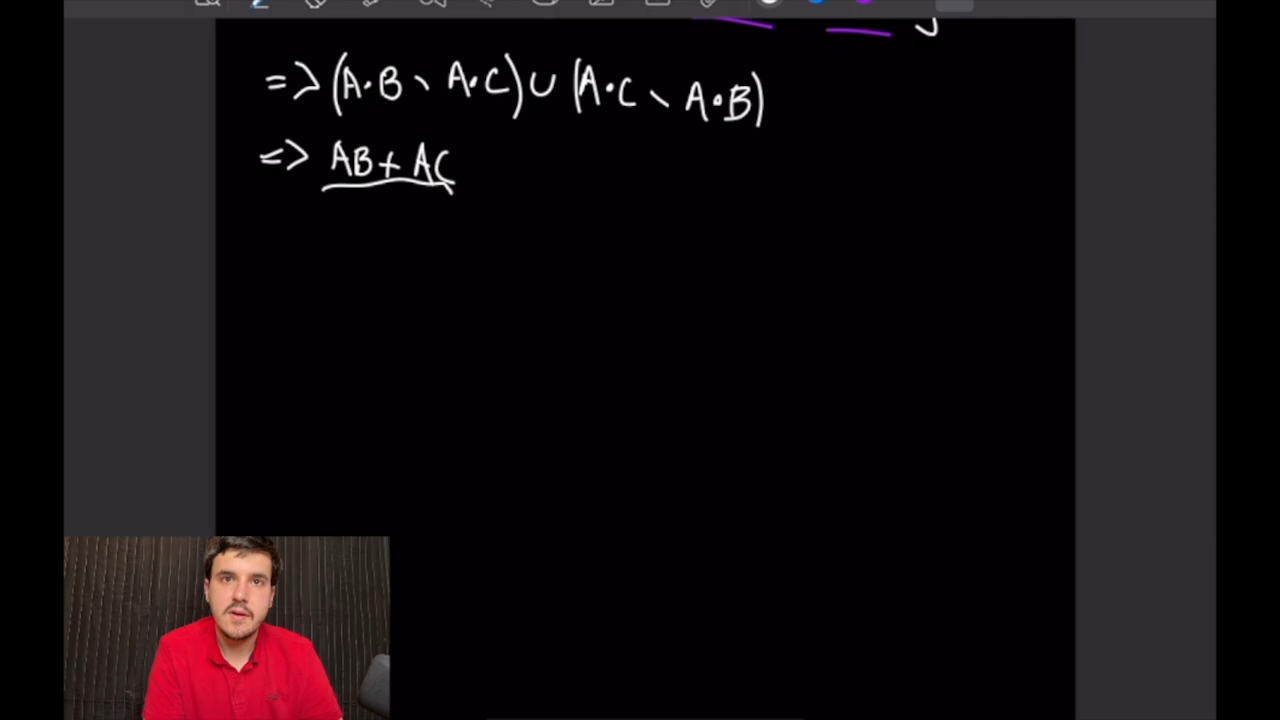 => (A·B \ A·C) ∪ (A·C \ A·B)
=> AB + AC